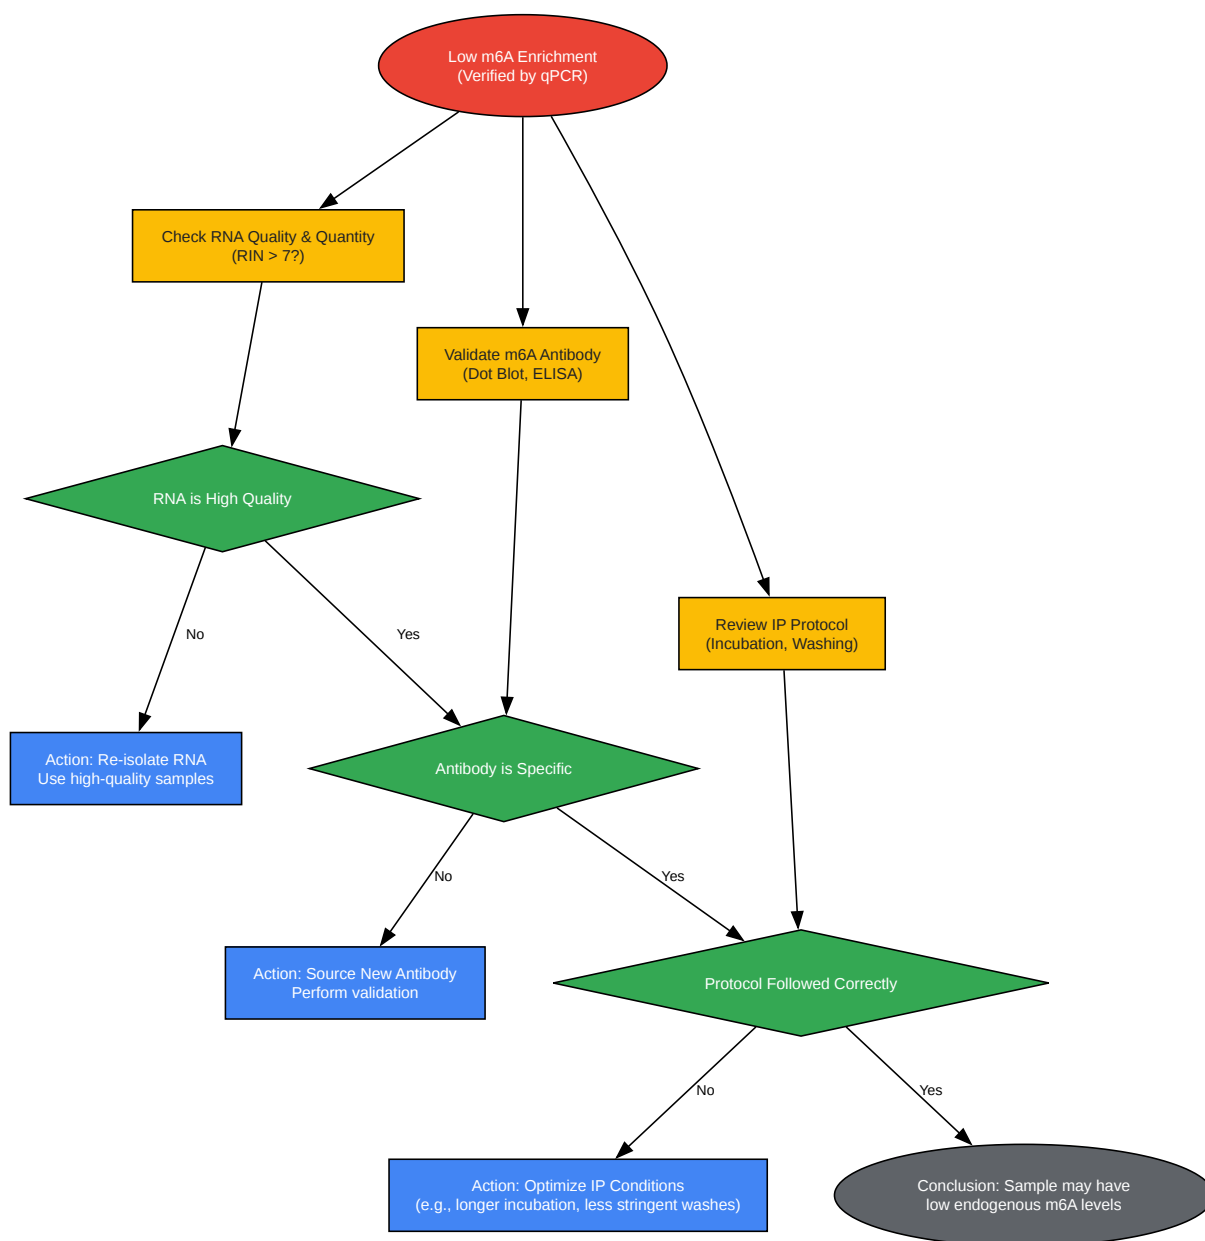 Low m6A Enrichment
(Verified by qPCR)
Check RNA Quality & Quantity
(RIN > 7?)
Validate m6A Antibody
(Dot Blot, ELISA)
RNA is High Quality
Review IP Protocol
(Incubation, Washing)
No
Yes
Action: Re-isolate RNA
Use high-quality samples
Antibody is Specific
No
Yes
Action: Source New Antibody
Perform validation
Protocol Followed Correctly
No
Yes
Action: Optimize IP Conditions
(e.g., longer incubation, less stringent washes)
Conclusion: Sample may have
low endogenous m6A levels